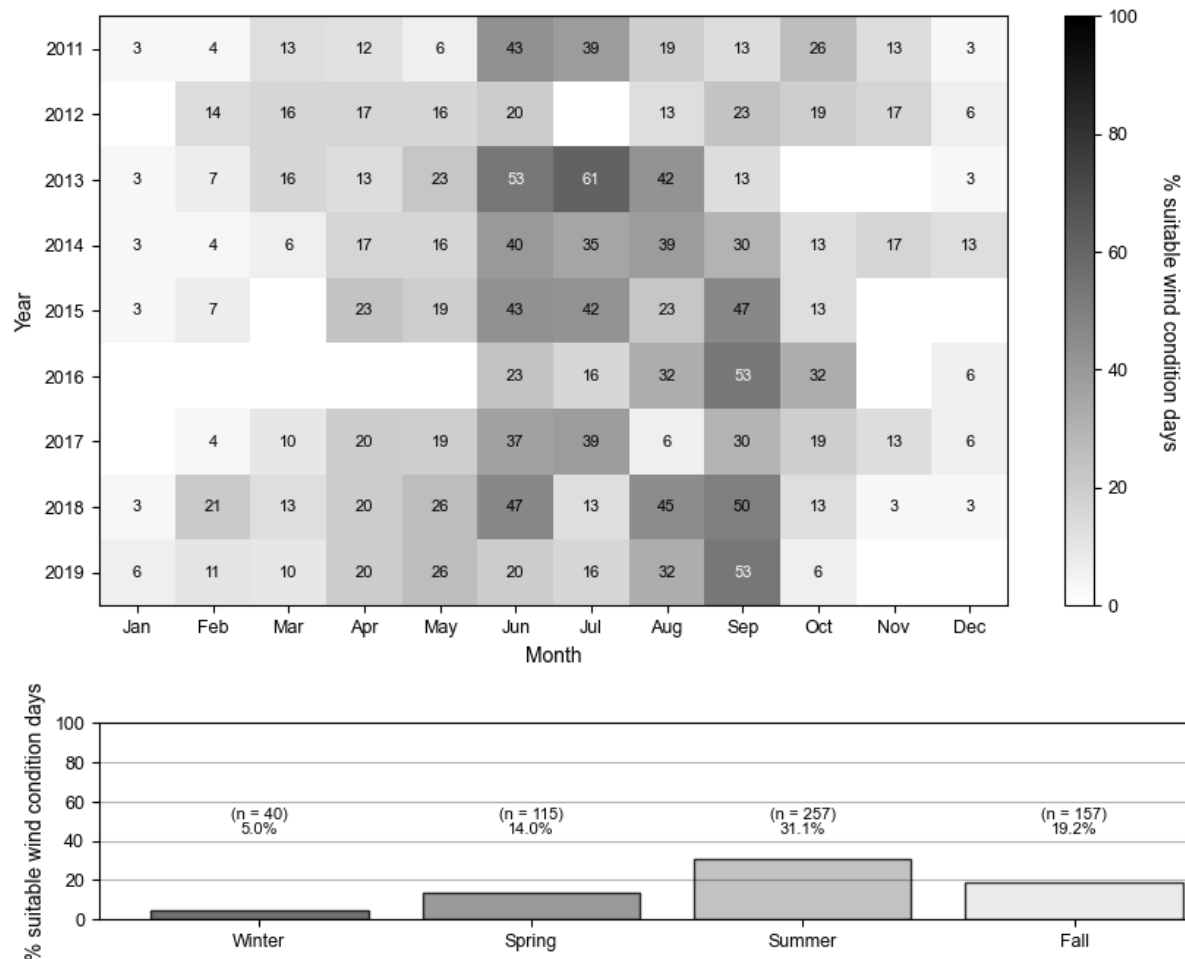 2011 3 4 13 12 6 43 39 19 13 26 13 3
2012 14 16 17 16 20 13 23 19 17 6
2013 3 7 16 13 23 53 61 42 13 3
2014 3 4 6 17 16 40 35 39 30 13 17 13
2015 3 7 23 19 43 42 23 47 13
2016 23 16 32 53 32 6
2017 4 10 20 19 37 39 6 30 19 13 6
2018 3 21 13 20 26 47 13 45 50 13 3 3
2019 6 11 10 20 26 20 16 32 53 6
Year
Jan Feb Mar Apr May Jun Jul Aug Sep Oct Nov Dec
Month
100
80
60
40
20
0
% suitable wind condition days
% suitable wind condition days
100
80
60
40
20
0
(n = 40)
5.0%
(n = 115)
14.0%
(n = 257)
31.1%
(n = 157)
19.2%
Winter Spring Summer Fall